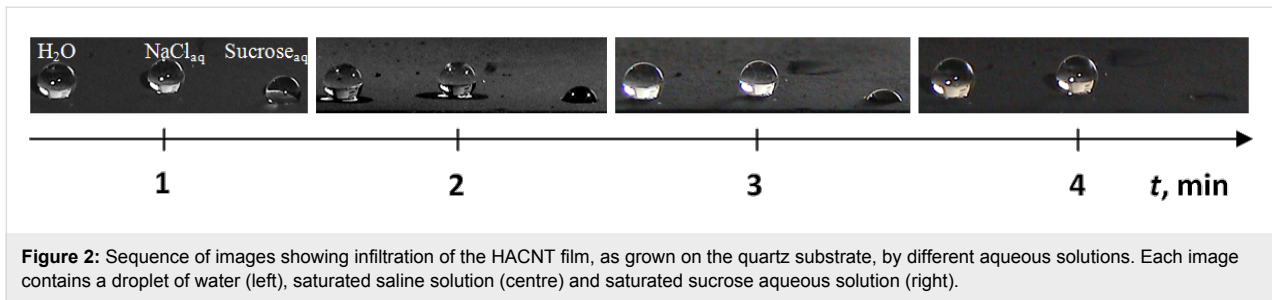 H₂O NaClaq Sucroseaq
1 2 3 4 t, min
Figure 2: Sequence of images showing infiltration of the HACNT film, as grown on the quartz substrate, by different aqueous solutions. Each image
contains a droplet of water (left), saturated saline solution (centre) and saturated sucrose aqueous solution (right).